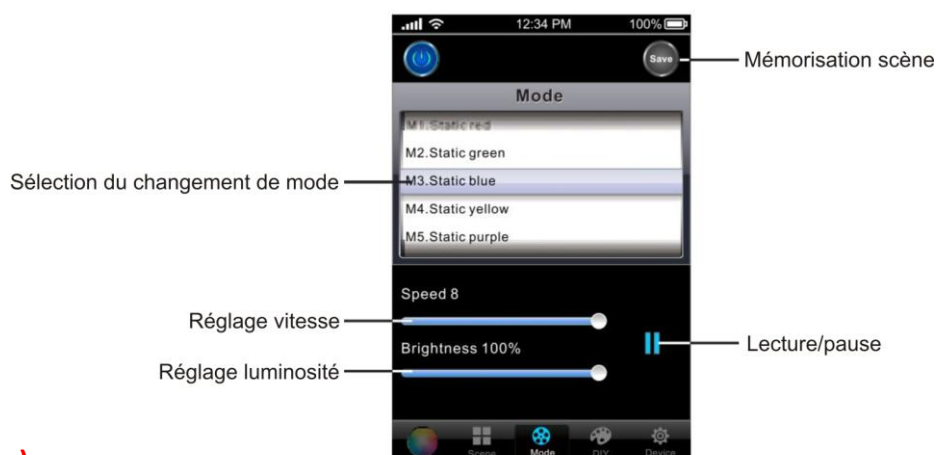 12:34 PM
100%
Save
Mémorisation scène
Mode
M1.Static red
M2.Static green
Sélection du changement de mode
M3.Static blue
M4.Static yellow
M5.Static purple
Speed 8
Réglage vitesse
Brightness 100%
Lecture/pause
Réglage luminosité
Scene
Mode
DIY
Device